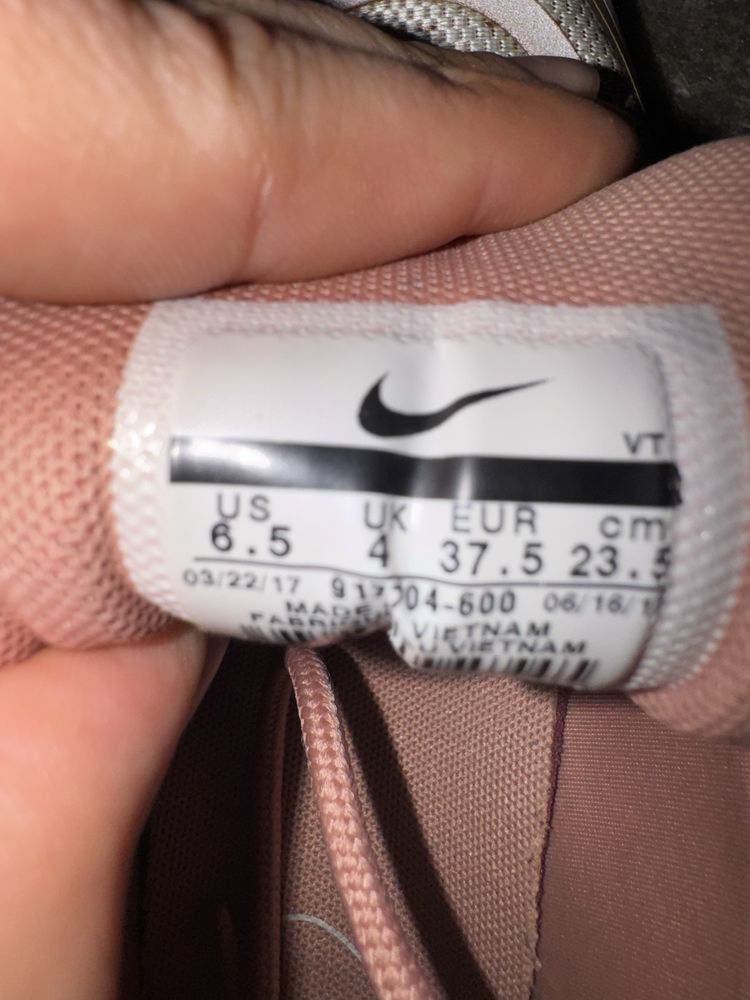 VT
US UK EUR cm
6.5 4 37.5 23.5
03/22/17 04-600 06/16/1
MADE VIETNAM
VIETNAM